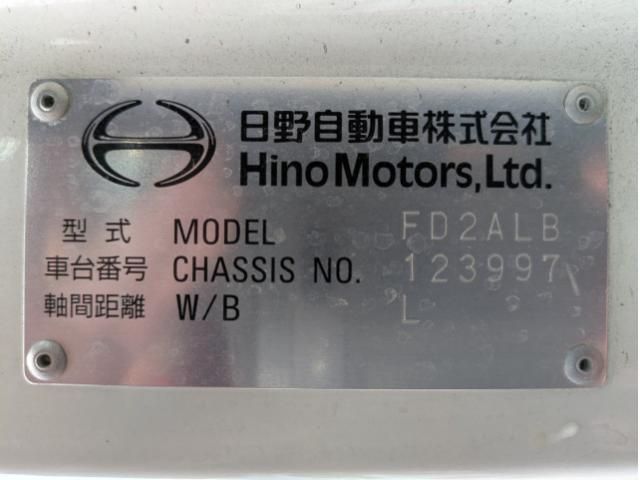 日野自動車株式会社
Hino Motors, Ltd.
型式 MODEL FD2ALB
車台番号 CHASSIS NO. 123997
軸間距離 W/B L